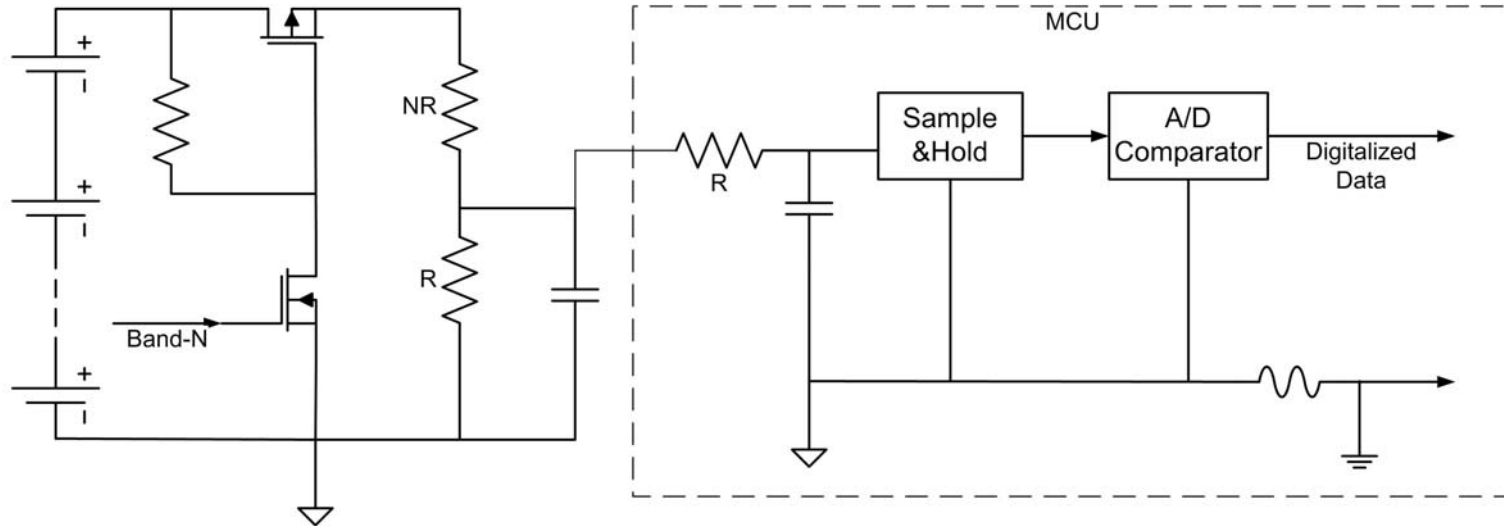 MCU
+
NR
Sample
&Hold
A/D
Comparator
Digitalized
Data
R
+
R
Band-N
+